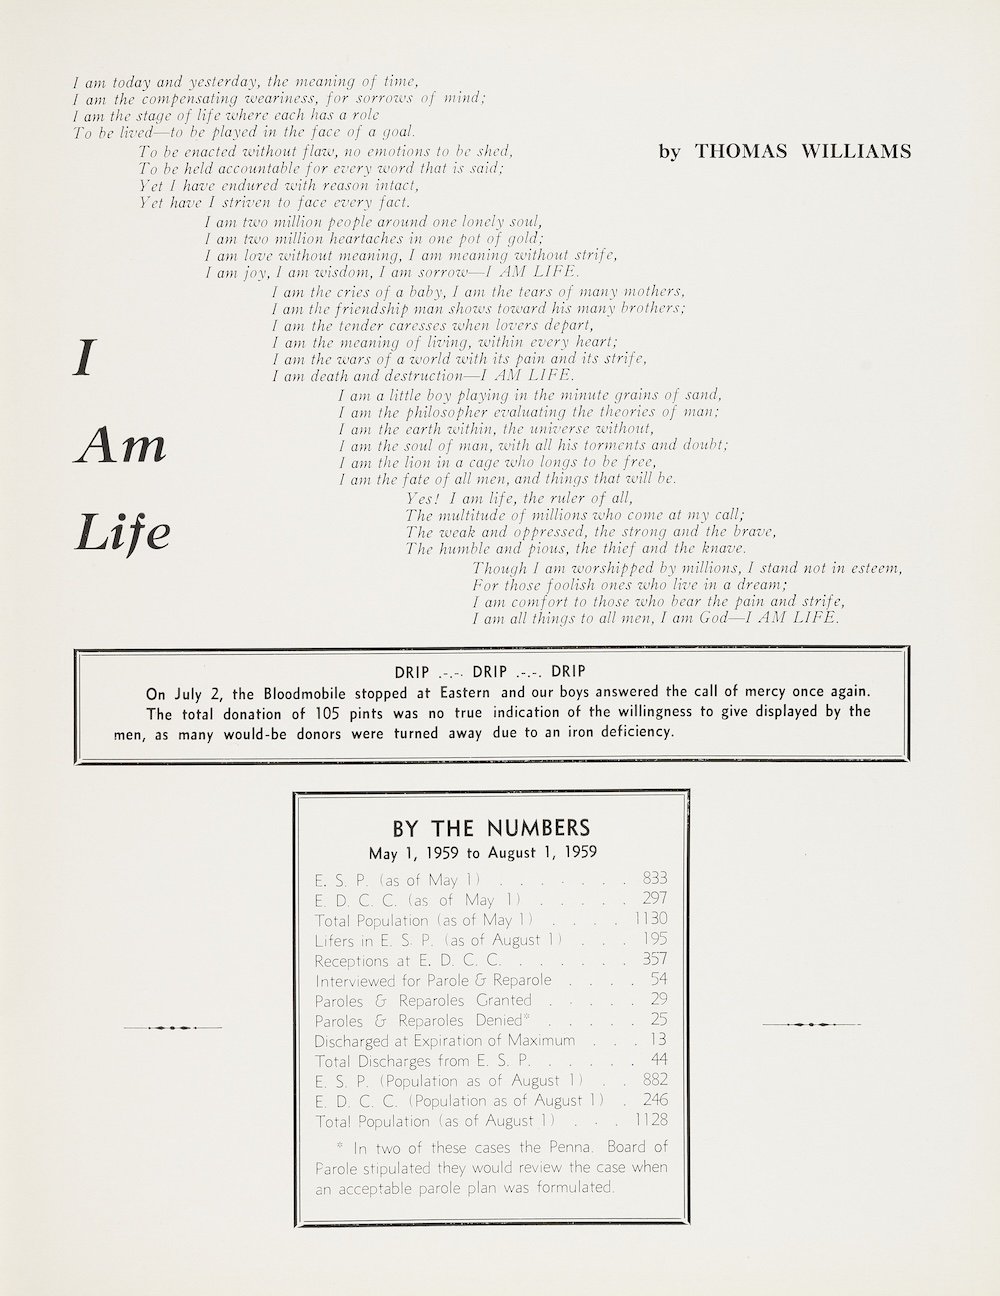 I am today and yesterday, the meaning of time,
I am the compensating weariness, for sorrows of mind;
I am the stage of life where each has a role
To be lived—to be played in the face of a goal.
by THOMAS WILLIAMS
To be enacted without flaw, no emotions to be shed,
To be held accountable for every word that is said;
Yet I have endured with reason intact,
Yet have I striven to face every fact.
I am two million people around one lonely soul,
I am two million heartaches in one pot of gold;
I am love without meaning, I am meaning without strife,
I am joy, I am wisdom, I am sorrow—I AM LIFE.
I am the cries of a baby, I am the tears of many mothers,
I am the friendship man shows toward his many brothers;
I am the tender caresses when lovers depart,
I am the meaning of living, within every heart;
I am the wars of a world with its pain and its strife,
I am death and destruction—I AM LIFE.
I
Am
Life
I am a little boy playing in the minute grains of sand,
I am the philosopher evaluating the theories of man;
I am the earth within, the universe without,
I am the soul of man, with all his torments and doubt;
I am the lion in a cage who longs to be free,
I am the fate of all men, and things that will be.
Yes! I am life, the ruler of all,
The multitude of millions who come at my call;
The weak and oppressed, the strong and the brave,
The humble and pious, the thief and the knave.
Though I am worshipped by millions, I stand not in esteem,
For those foolish ones who live in a dream;
I am comfort to those who bear the pain and strife,
I am all things to all men, I am God—I AM LIFE.
DRIP .-.-. DRIP .-.-. DRIP
On July 2, the Bloodmobile stopped at Eastern and our boys answered the call of mercy once again.
The total donation of 105 pints was no true indication of the willingness to give displayed by the
men, as many would-be donors were turned away due to an iron deficiency.
BY THE NUMBERS
May 1, 1959 to August 1, 1959
E. S. P. (as of May 1) . . . . . . . 833
E. D. C. C. (as of May 1) . . . . . 297
Total Population (as of May 1) . . . . 1130
Lifers in E. S. P. (as of August 1) . . . 195
Receptions at E. D. C. C. . . . . . . 357
Interviewed for Parole & Reparole . . . . 54
Paroles & Reparoles Granted . . . . . 29
Paroles & Reparoles Denied* . . . . . 25
Discharged at Expiration of Maximum . . . 13
Total Discharges from E. S. P. . . . . . 44
E. S. P. (Population as of August 1) . . 882
E. D. C. C. (Population as of August 1) . 246
Total Population (as of August 1) . . . 1128
* In two of these cases the Penna. Board of
Parole stipulated they would review the case when
an acceptable parole plan was formulated.